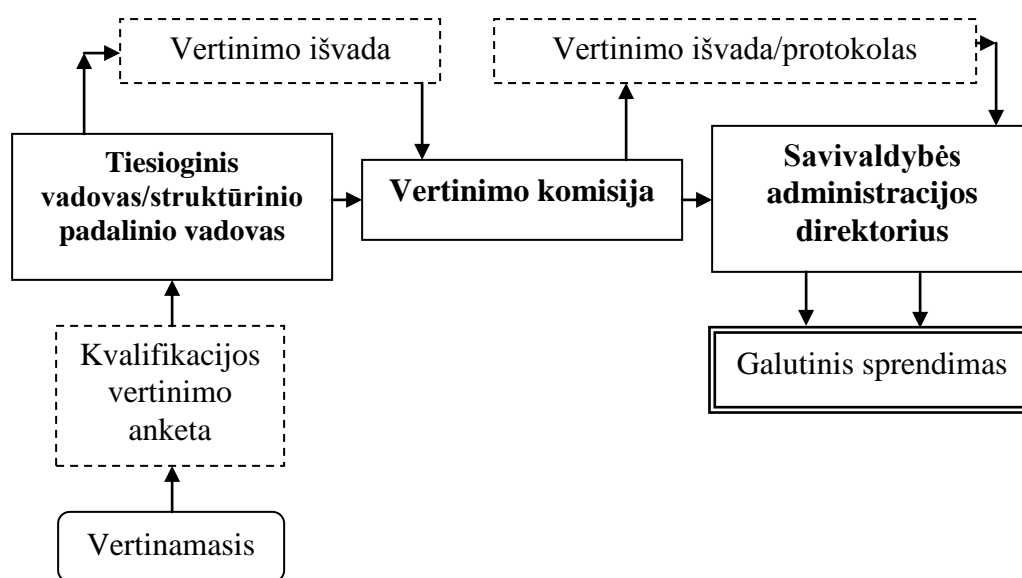 Vertinimo išvada
Vertinimo išvada/protokolas
Tiesioginis
vadovas/struktūrinio
padalinio vadovas
Vertinimo komisija
Savivaldybės
administracijos
direktorius
Kvalifikacijos
vertinimo
anketa
Galutinis sprendimas
Vertinamasis